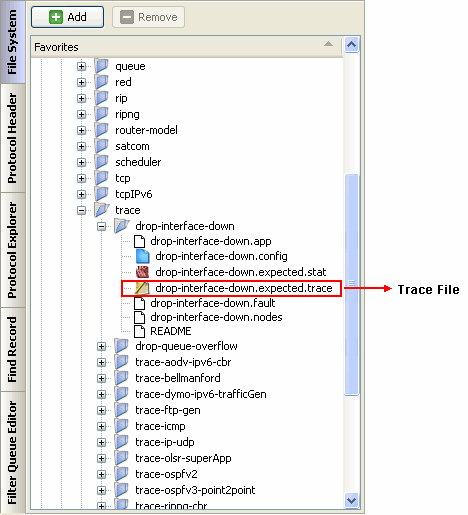 Add
Remove
File System
Protocol Header
Protocol Explorer
Find Record
Filter Queue Editor
Favorites
queue
red
rip
ripng
router-model
satcom
scheduler
tcp
tcpIPv6
trace
drop-interface-down
drop-interface-down.app
drop-interface-down.config
drop-interface-down.expected.stat
drop-interface-down.expected.trace
Trace File
drop-interface-down.fault
drop-interface-down.nodes
README
drop-queue-overflow
trace-aodv-ipv6-cbr
trace-bellmanford
trace-dymo-ipv6-trafficGen
trace-ftp-gen
trace-icmp
trace-ip-udp
trace-olsr-superApp
trace-ospfv2
trace-ospfv3-point2point
trace-ripng-cbr